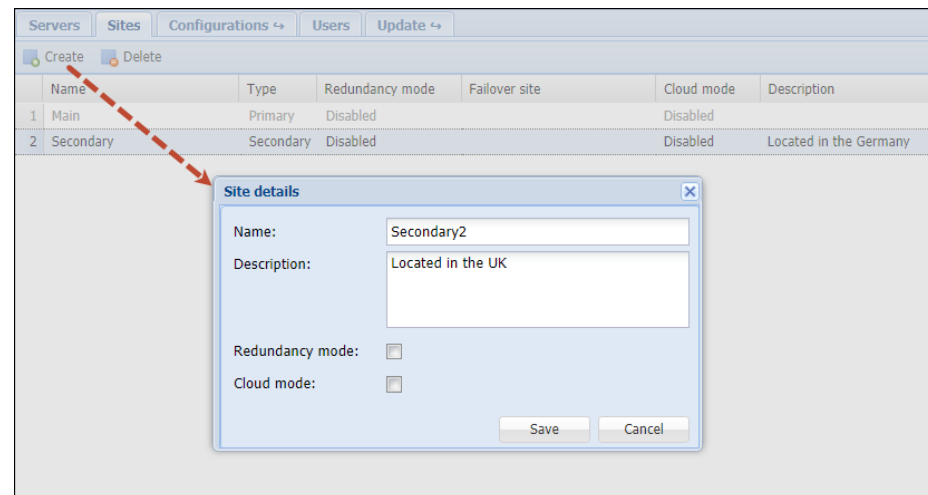 Servers Sites Configurations ↪ Users Update ↪
Create Delete
Name Type Redundancy mode Failover site Cloud mode Description
1 Main Primary Disabled Disabled
2 Secondary Secondary Disabled Disabled Located in the Germany
Site details
Name: Secondary2
Description: Located in the UK
Redundancy mode:
Cloud mode:
Save Cancel